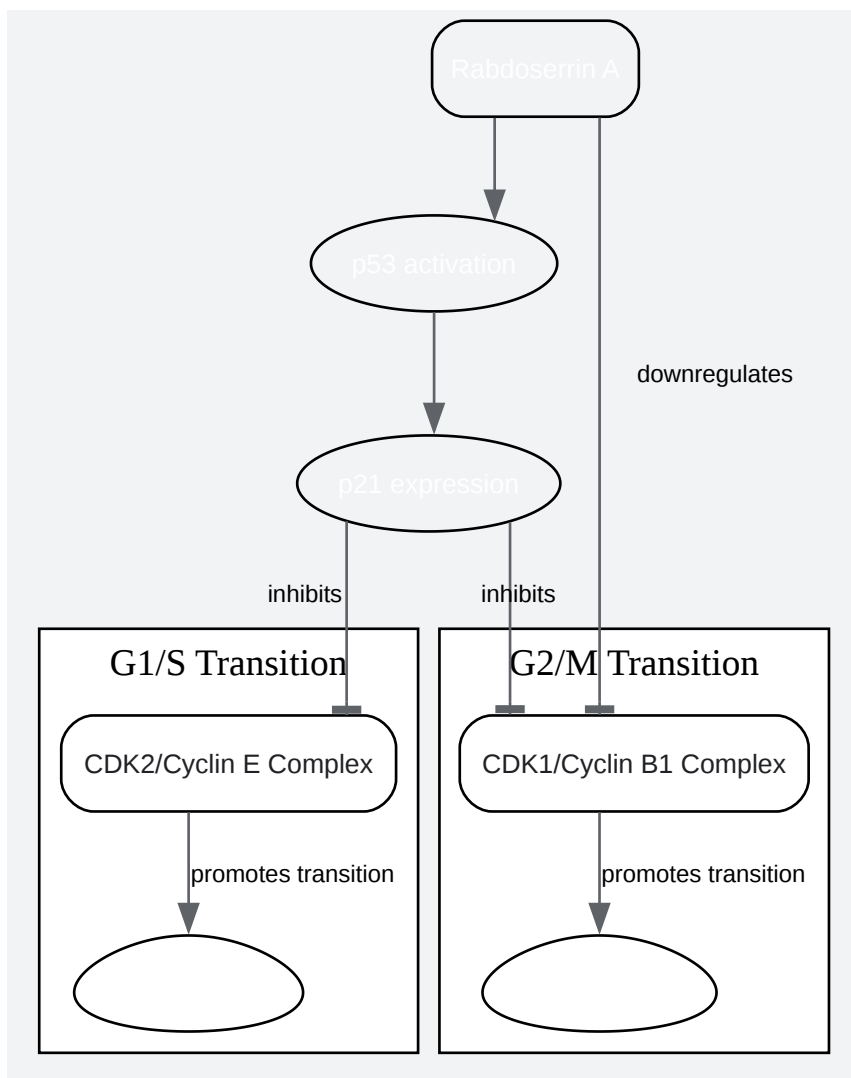 Rabdoserrin A
p53 activation
downregulates
p21 expression
inhibits
inhibits
G1/S Transition
G2/M Transition
CDK2/Cyclin E Complex
CDK1/Cyclin B1 Complex
promotes transition
promotes transition